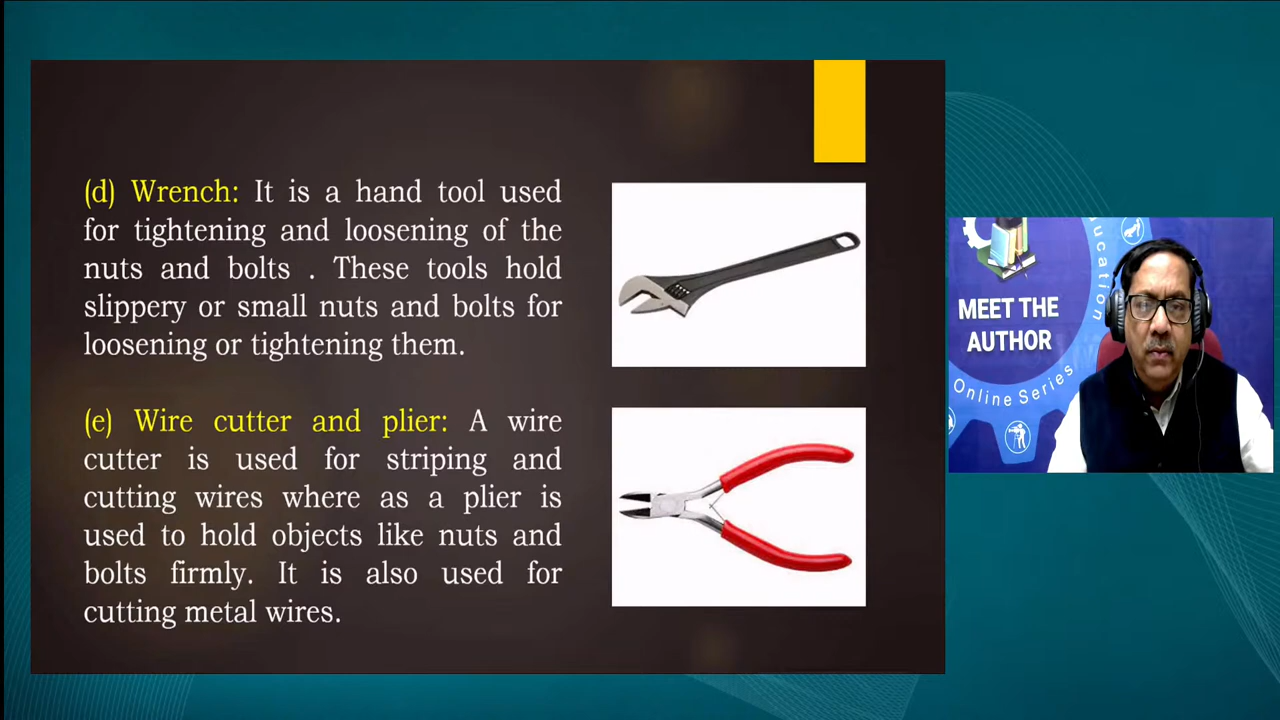 (d) Wrench: It is a hand tool used
for tightening and loosening of the
nuts and bolts . These tools hold
slippery or small nuts and bolts for
loosening or tightening them.
(e) Wire cutter and plier: A wire
cutter is used for striping and
cutting wires where as a plier is
used to hold objects like nuts and
bolts firmly. It is also used for
cutting metal wires.
MEET THE
AUTHOR
Online Series